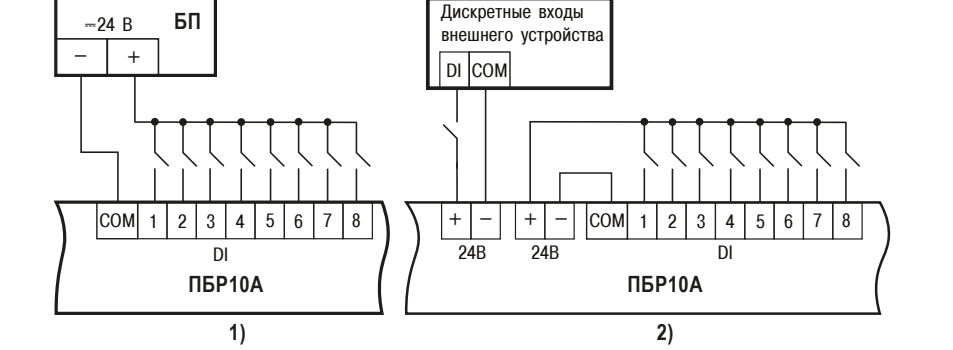 ⎓24 В БП
− +
COM 1 2 3 4 5 6 7 8
DI
ПБР10А
1)
Дискретные входы
внешнего устройства
DI COM
+ − + − COM 1 2 3 4 5 6 7 8
24В 24В DI
ПБР10А
2)